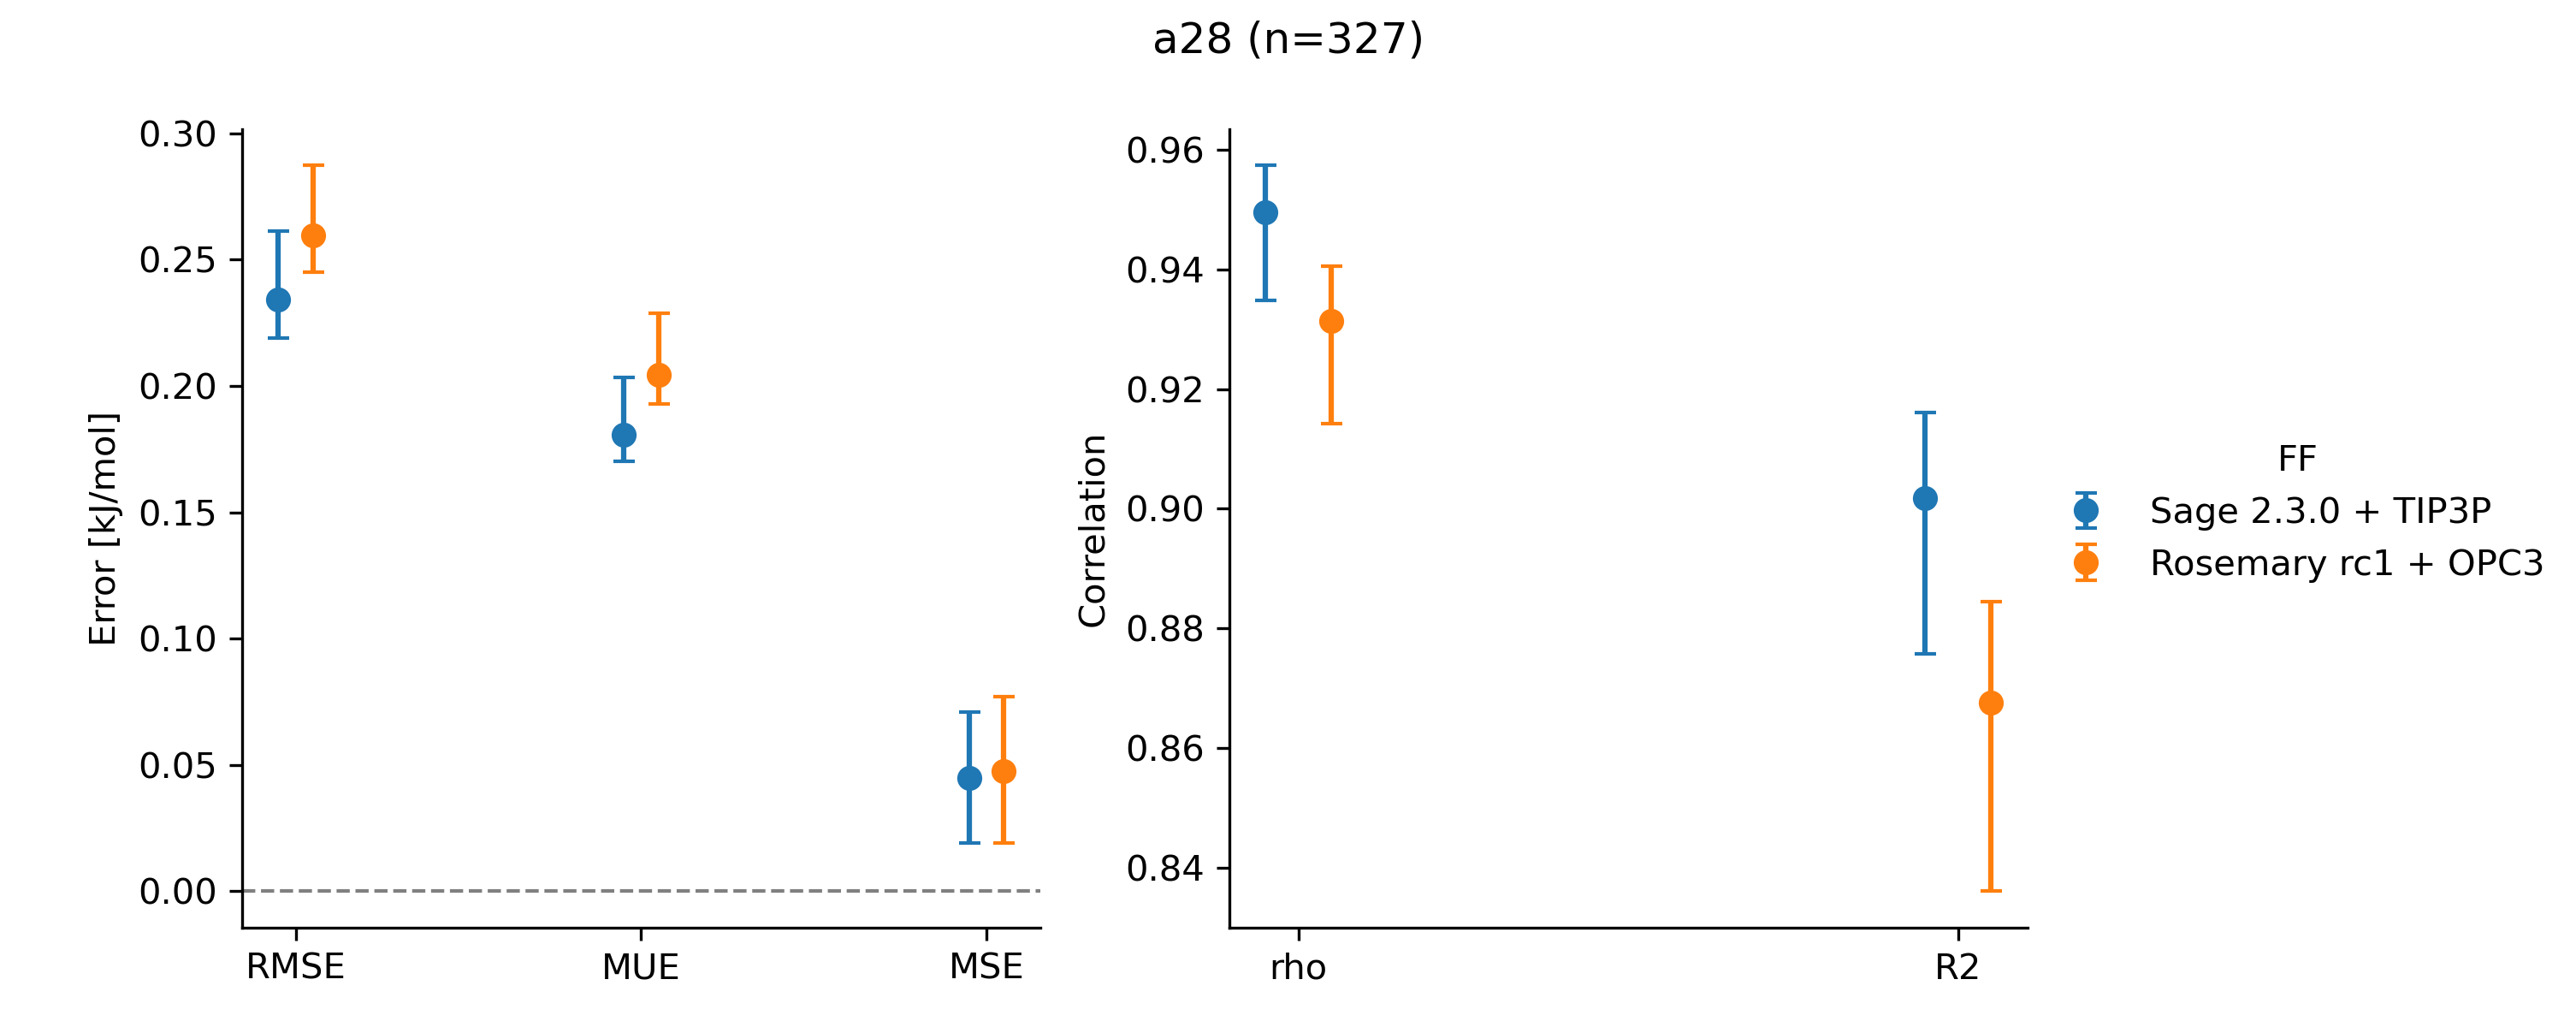 a28 (n=327)
Error [kJ/mol]
0.30
0.25
0.20
0.15
0.10
0.05
0.00
RMSE
MUE
MSE
Correlation
0.96
0.94
0.92
0.90
0.88
0.86
0.84
rho
R2
FF
Sage 2.3.0 + TIP3P
Rosemary rc1 + OPC3